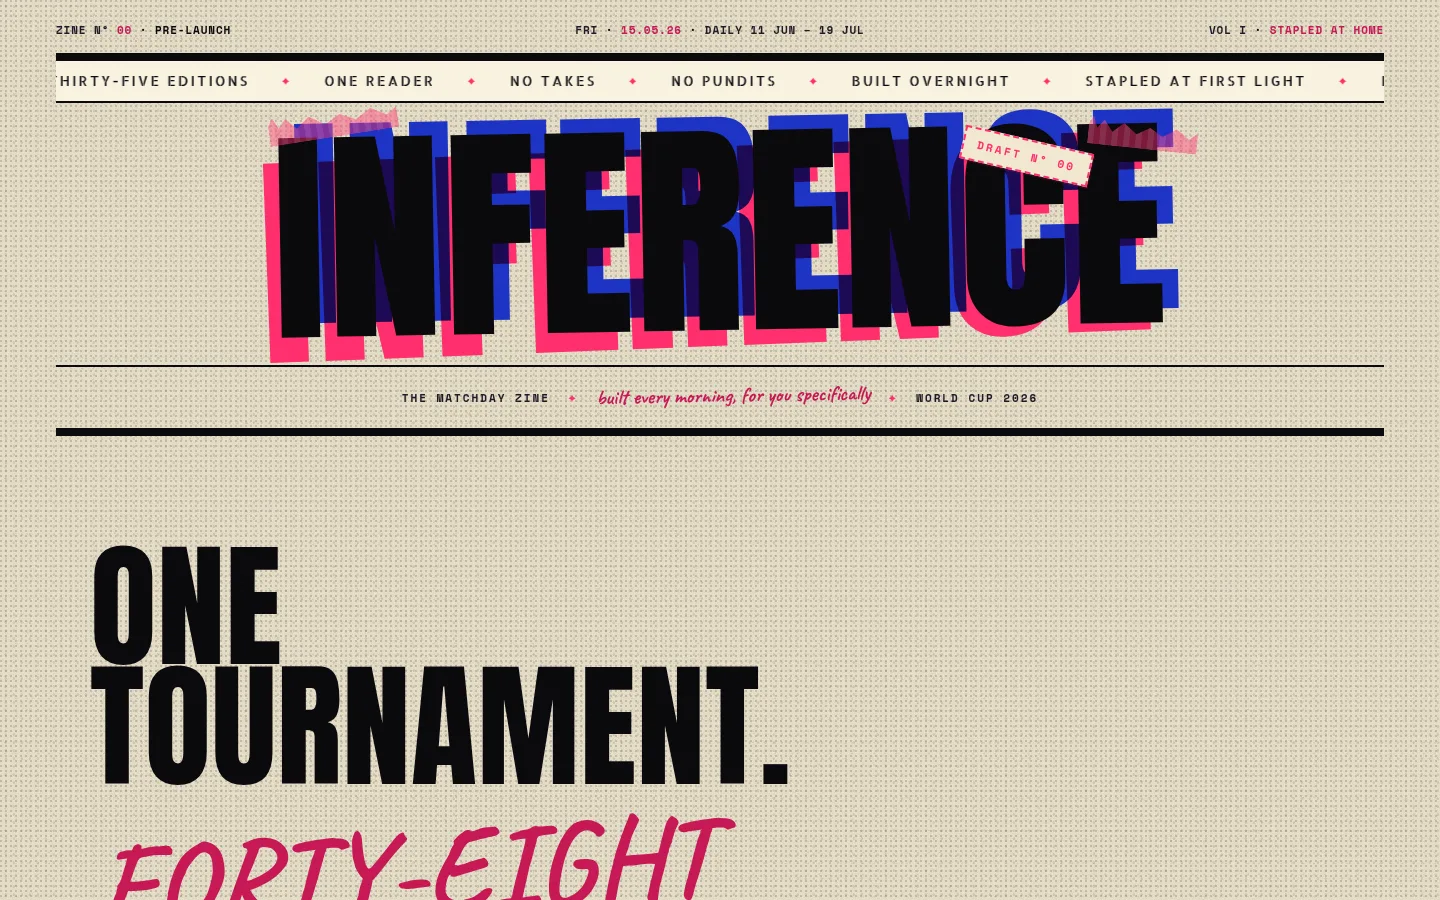 ZINE N° 00 · PRE-LAUNCH
FRI · 15.05.26 · DAILY 11 JUN – 19 JUL
VOL I · STAPLED AT HOME
HIRTY-FIVE EDITIONS ✦ ONE READER ✦ NO TAKES ✦ NO PUNDITS ✦ BUILT OVERNIGHT ✦ STAPLED AT FIRST LIGHT ✦
INFERENCE
DRAFT N° 00
THE MATCHDAY ZINE ✦ built every morning, for you specifically ✦ WORLD CUP 2026
ONE
TOURNAMENT.
FORTY-EIGHT